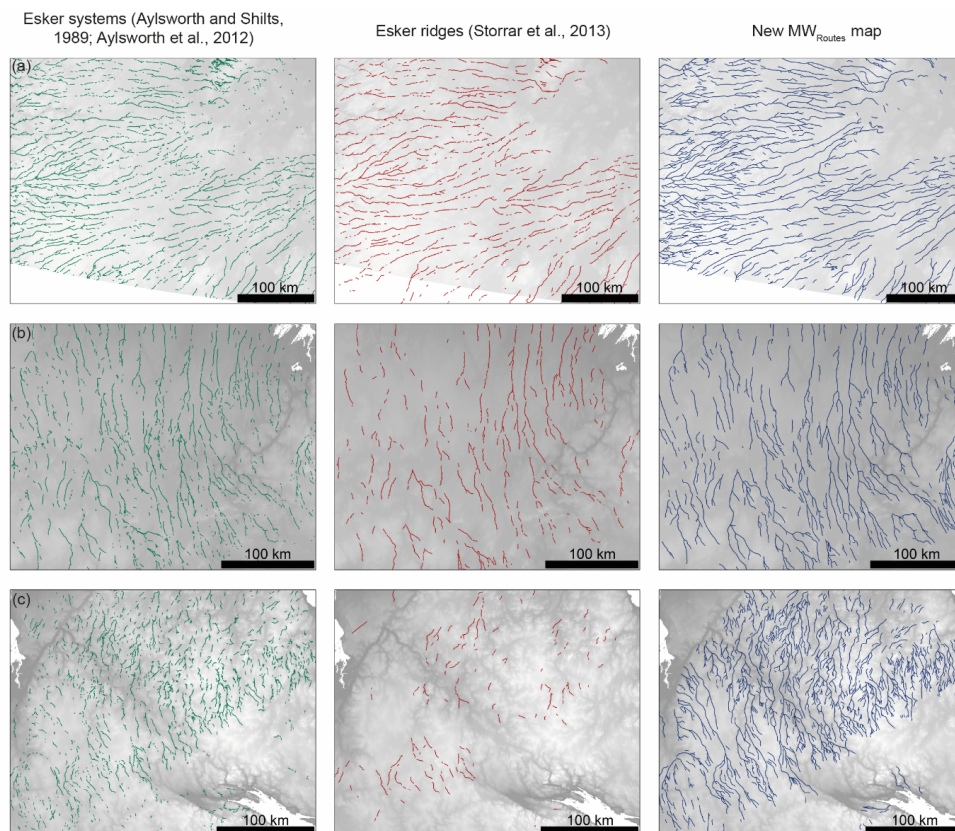 Esker systems (Aylsworth and Shilts,
1989; Aylsworth et al., 2012)
Esker ridges (Storrar et al., 2013)
New MWRoutes map
(a)
100 km
100 km
100 km
(b)
100 km
100 km
100 km
(c)
100 km
100 km
100 km